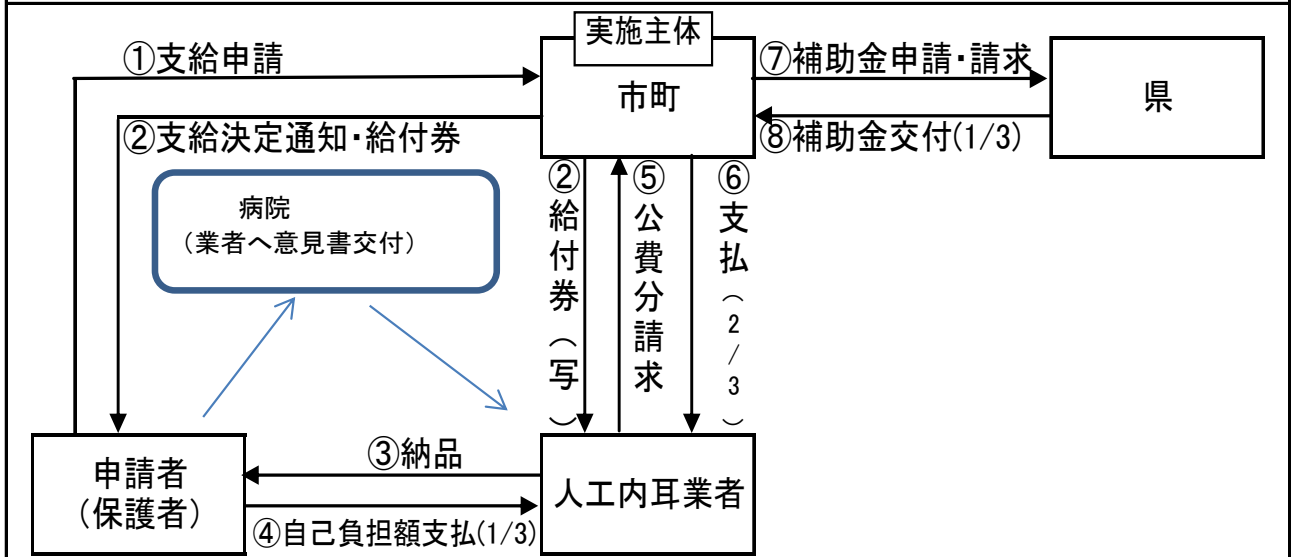 実施主体
市町
①支給申請
②支給決定通知・給付券
⑦補助金申請・請求
⑧補助金交付(1/3)
県
病院
（業者へ意見書交付）
②給付券（写）
⑤公費分請求
⑥支払（2/3）
申請者
（保護者）
③納品
④自己負担額支払(1/3)
人工内耳業者